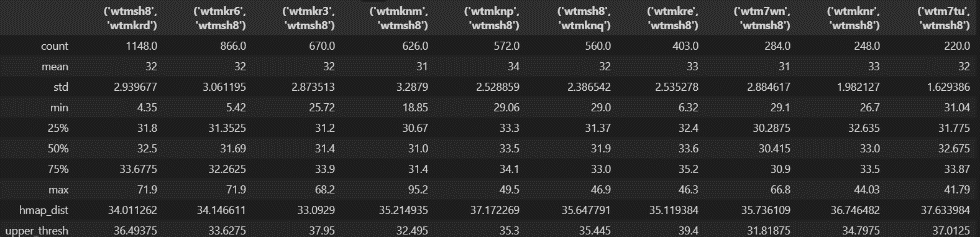 ('wtmsh8', ('wtmkr6', ('wtmkr3', ('wtmknm', ('wtmknp', ('wtmsh8', ('wtmkre', ('wtm7wn', ('wtmknr', ('wtm7tu',
'wtmkrd') 'wtmsh8') 'wtmsh8') 'wtmsh8') 'wtmsh8') 'wtmknq') 'wtmsh8') 'wtmsh8') 'wtmsh8') 'wtmsh8')
count 1148.0 866.0 670.0 626.0 572.0 560.0 403.0 284.0 248.0 220.0
mean 32 32 32 31 34 32 33 31 33 32
std 2.939677 3.061195 2.873513 3.2879 2.528859 2.386542 2.535278 2.884617 1.982127 1.629386
min 4.35 5.42 25.72 18.85 29.06 29.0 6.32 29.1 26.7 31.04
25% 31.8 31.3525 31.2 30.67 33.3 31.37 32.4 30.2875 32.635 31.775
50% 32.5 31.69 31.4 31.0 33.5 31.9 33.6 30.415 33.0 32.675
75% 33.6775 32.2625 33.9 31.4 34.1 33.0 35.2 30.9 33.5 33.87
max 71.9 71.9 68.2 95.2 49.5 46.9 46.3 66.8 44.03 41.79
hmap_dist 34.011262 34.146611 33.0929 35.214935 37.172269 35.647791 35.119384 35.736109 36.746482 37.633984
upper_thresh 36.49375 33.6275 37.95 32.495 35.3 35.445 39.4 31.81875 34.7975 37.0125